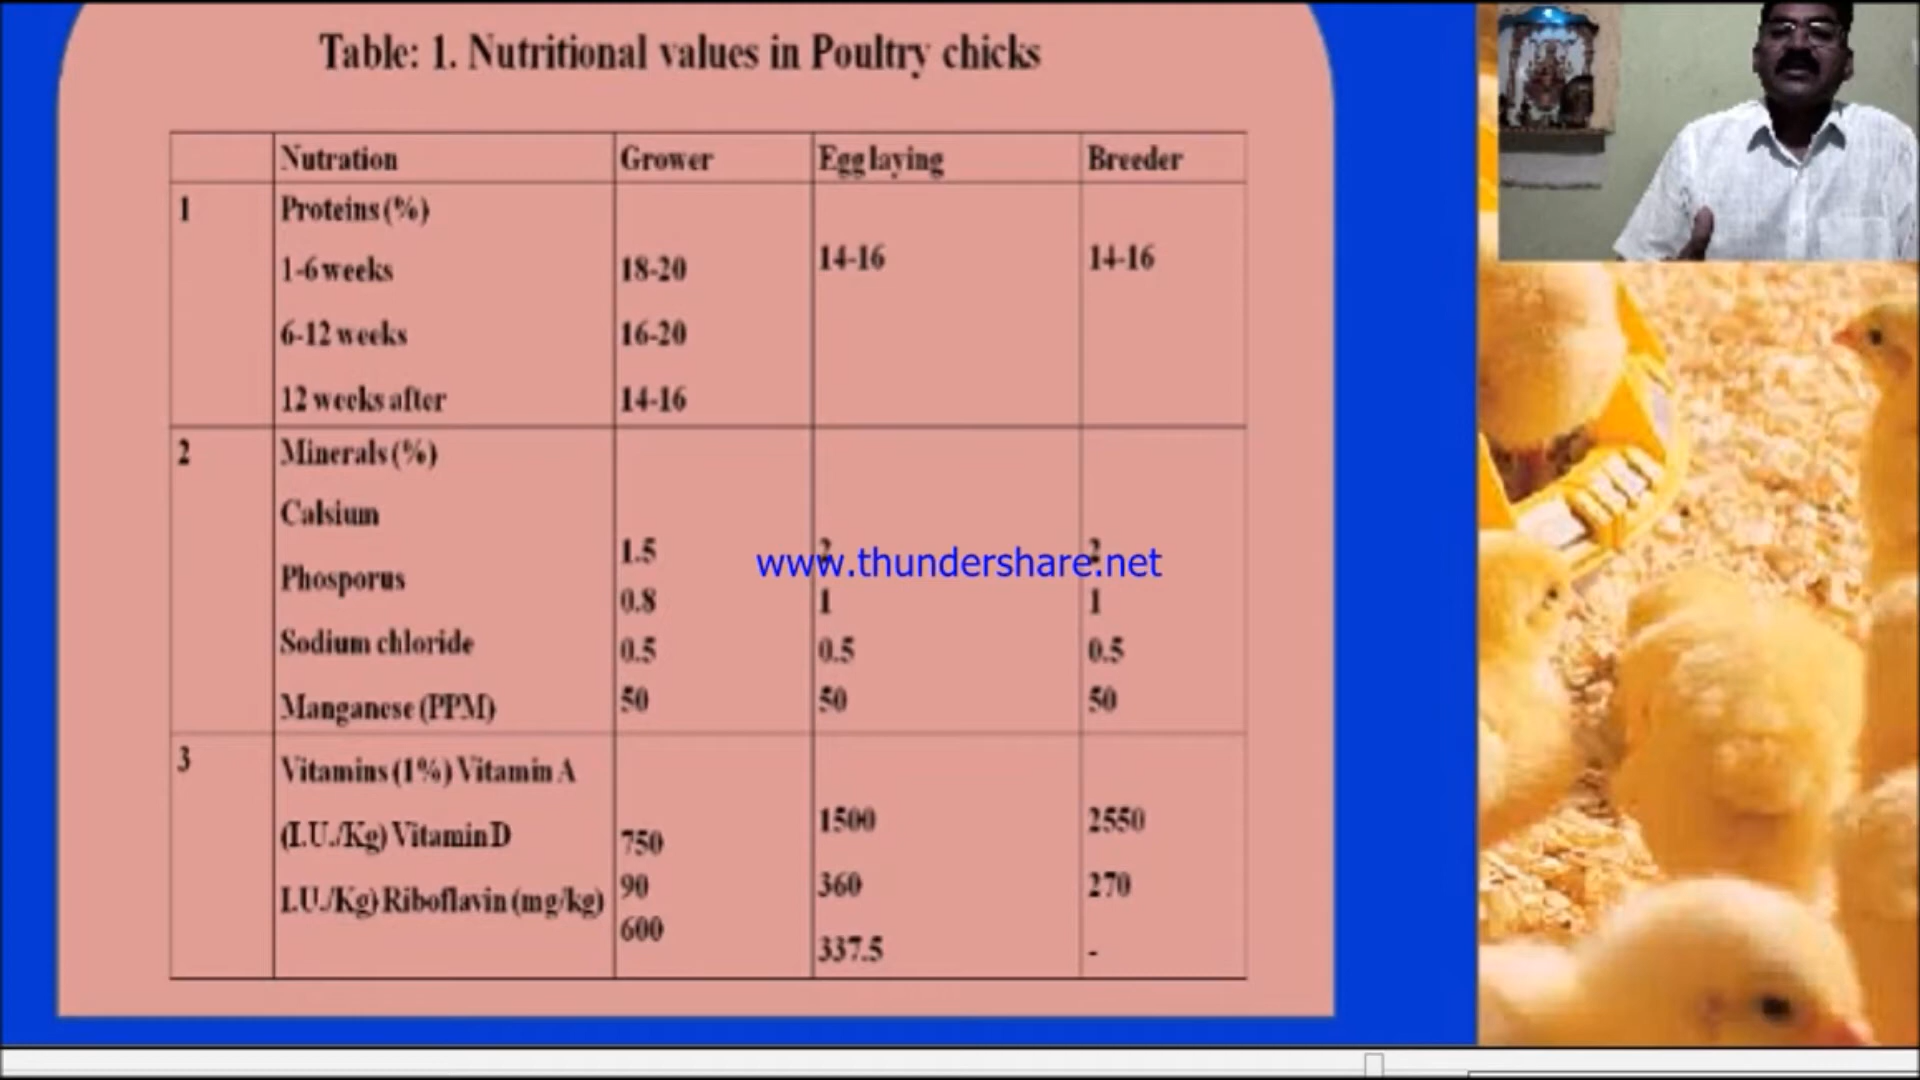 Table: 1. Nutritional values in Poultry chicks
Nutration Grower Egg laying Breeder
1 Proteins (%)
14-16 14-16
1-6 weeks 18-20
6-12 weeks 16-20
12 weeks after 14-16
2 Minerals (%)
Calsium
1.5 2 2
www.thundershare.net
Phosporus
0.8 1 1
Sodium chloride 0.5 0.5 0.5
Manganese (PPM) 50 50 50
3 Vitamins (1%) Vitamin A
1500 2550
(I.U./Kg) Vitamin D 750
90 360 270
I.U./Kg) Riboflavin (mg/kg)
600
337.5 -